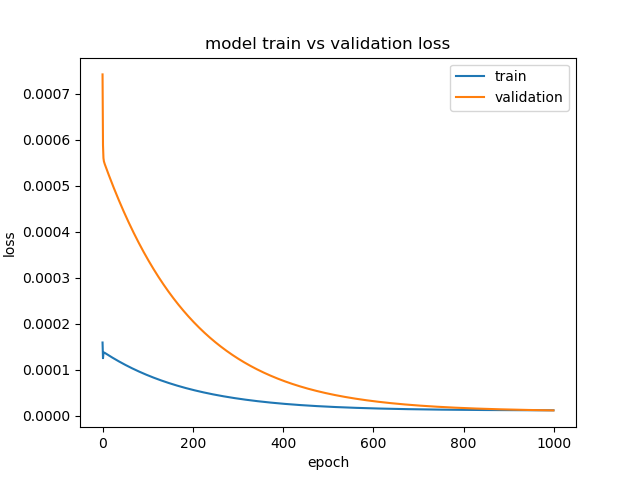 model train vs validation loss
train
validation
loss
0.0007
0.0006
0.0005
0.0004
0.0003
0.0002
0.0001
0.0000
0 200 400 600 800 1000
epoch